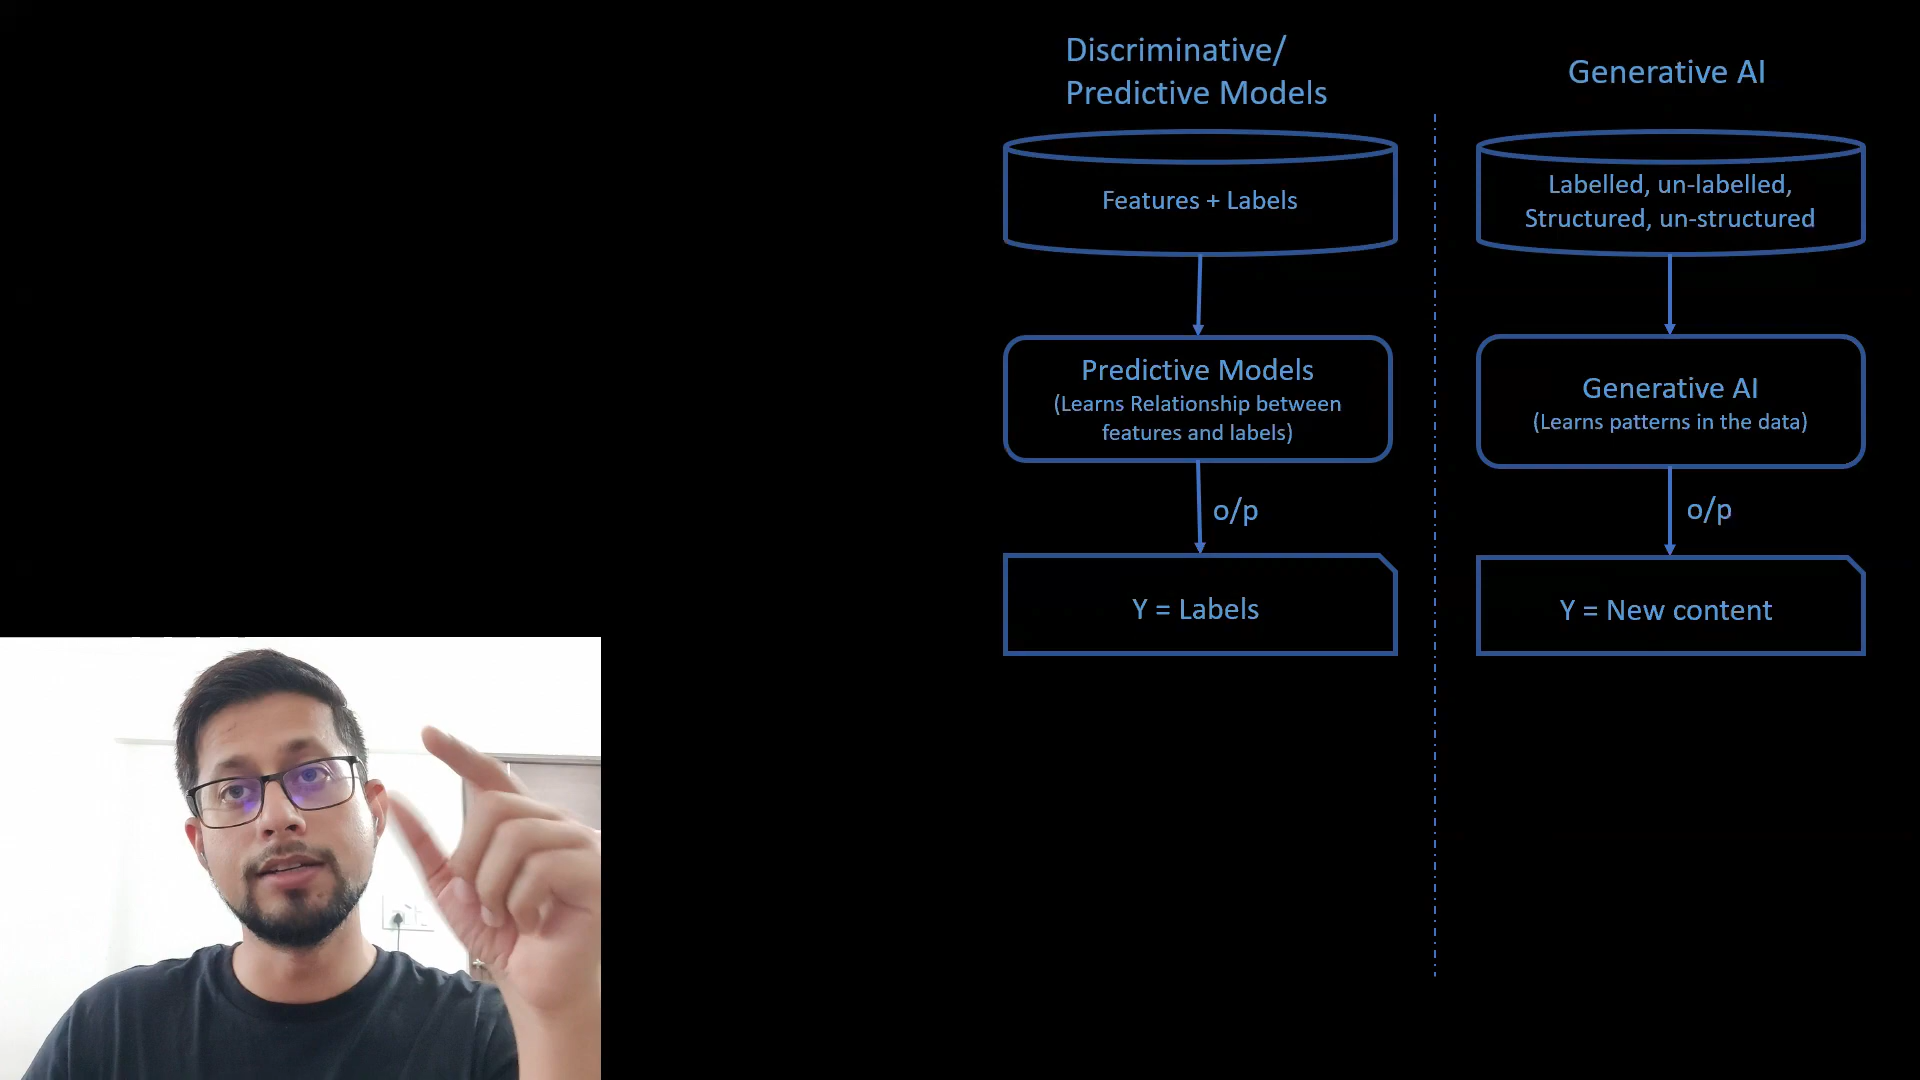 Discriminative/
Predictive Models
Features + Labels
Predictive Models
(Learns Relationship between
features and labels)
o/p
Y = Labels
Generative AI
Labelled, un-labelled,
Structured, un-structured
Generative AI
(Learns patterns in the data)
o/p
Y = New content